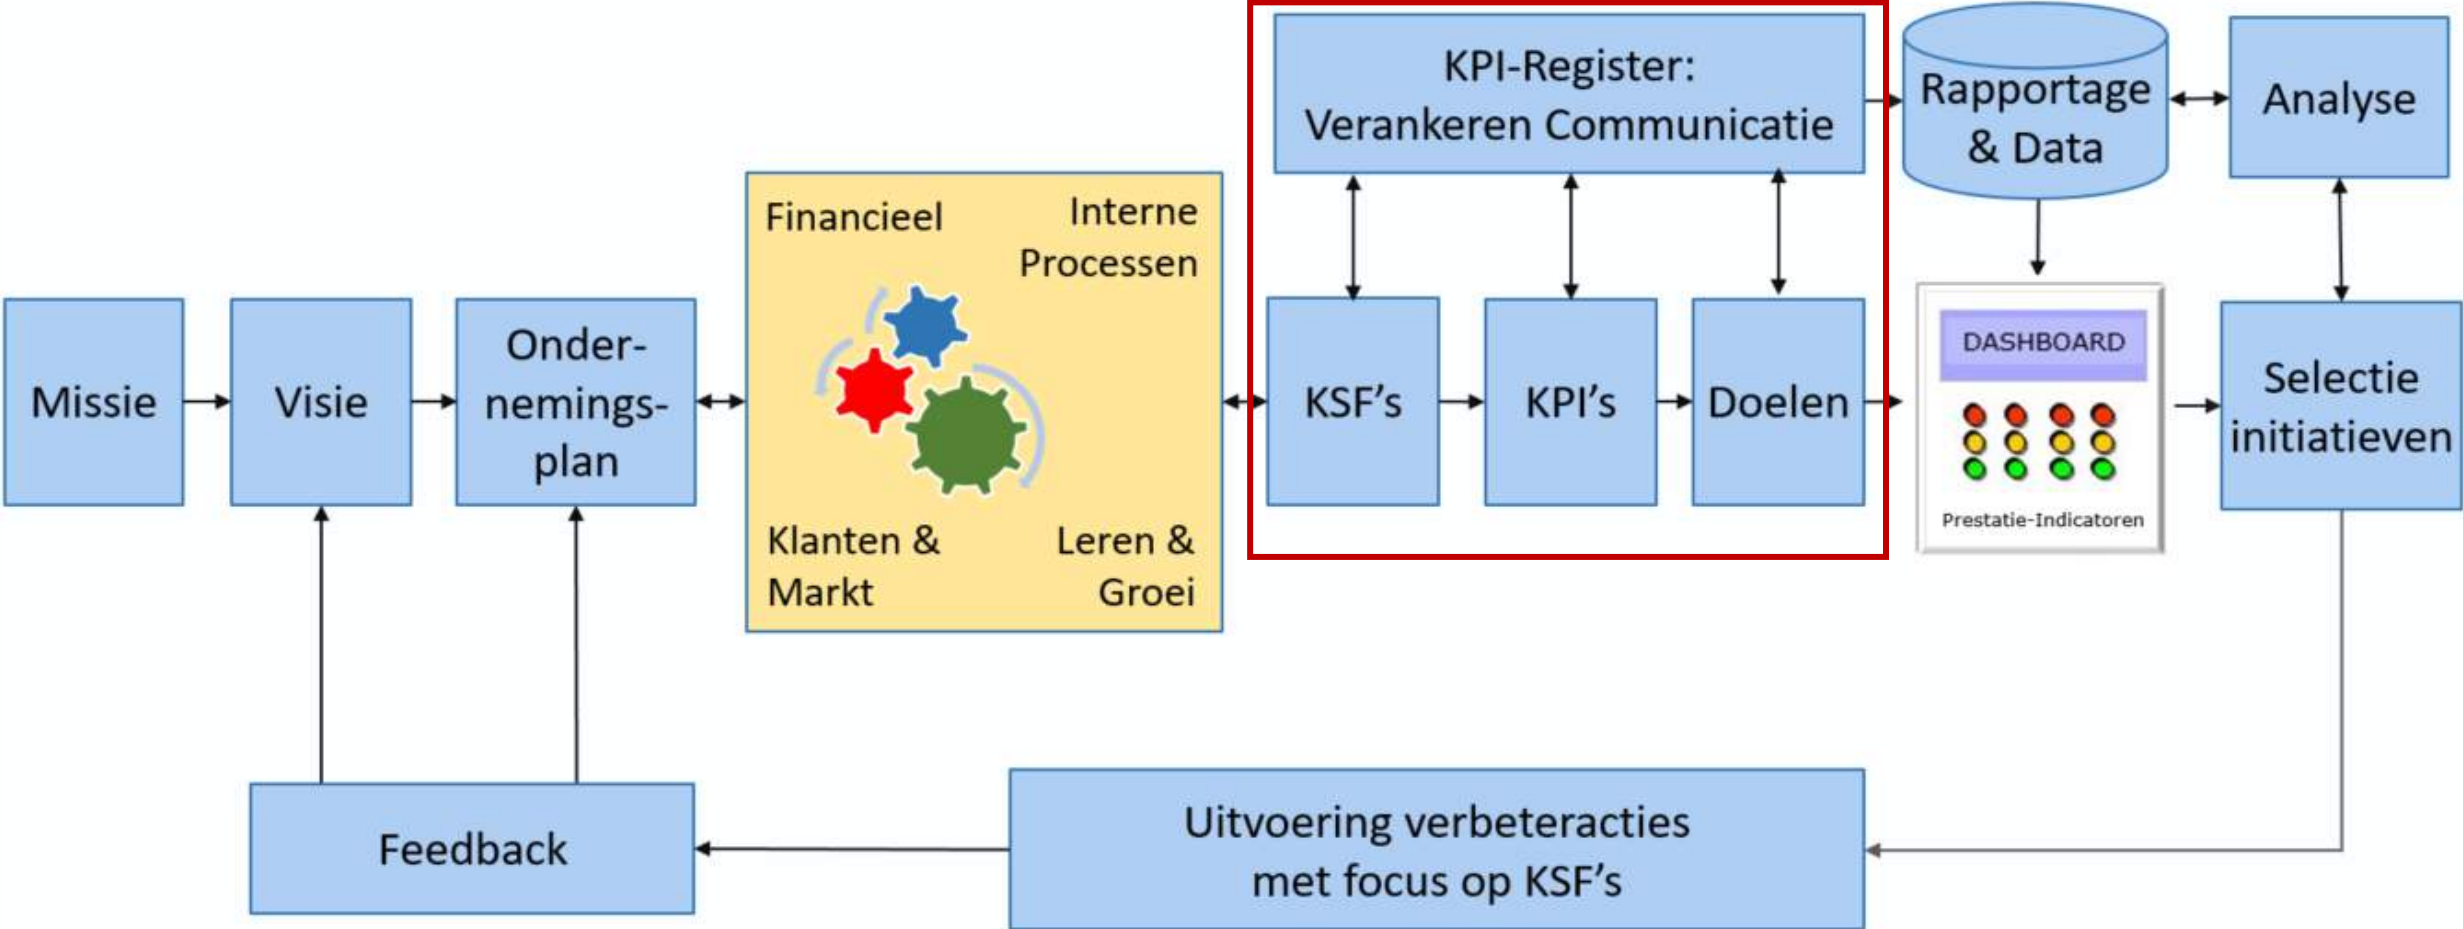 KPI-Register:
Verankeren Communicatie
Rapportage
& Data
Analyse
Financieel
Interne
Processen
Klanten &
Markt
Leren &
Groei
Missie
Visie
Onder-
nemings-
plan
KSF’s
KPI’s
Doelen
DASHBOARD
Prestatie-Indicatoren
Selectie
initiatieven
Feedback
Uitvoering verbeteracties
met focus op KSF’s